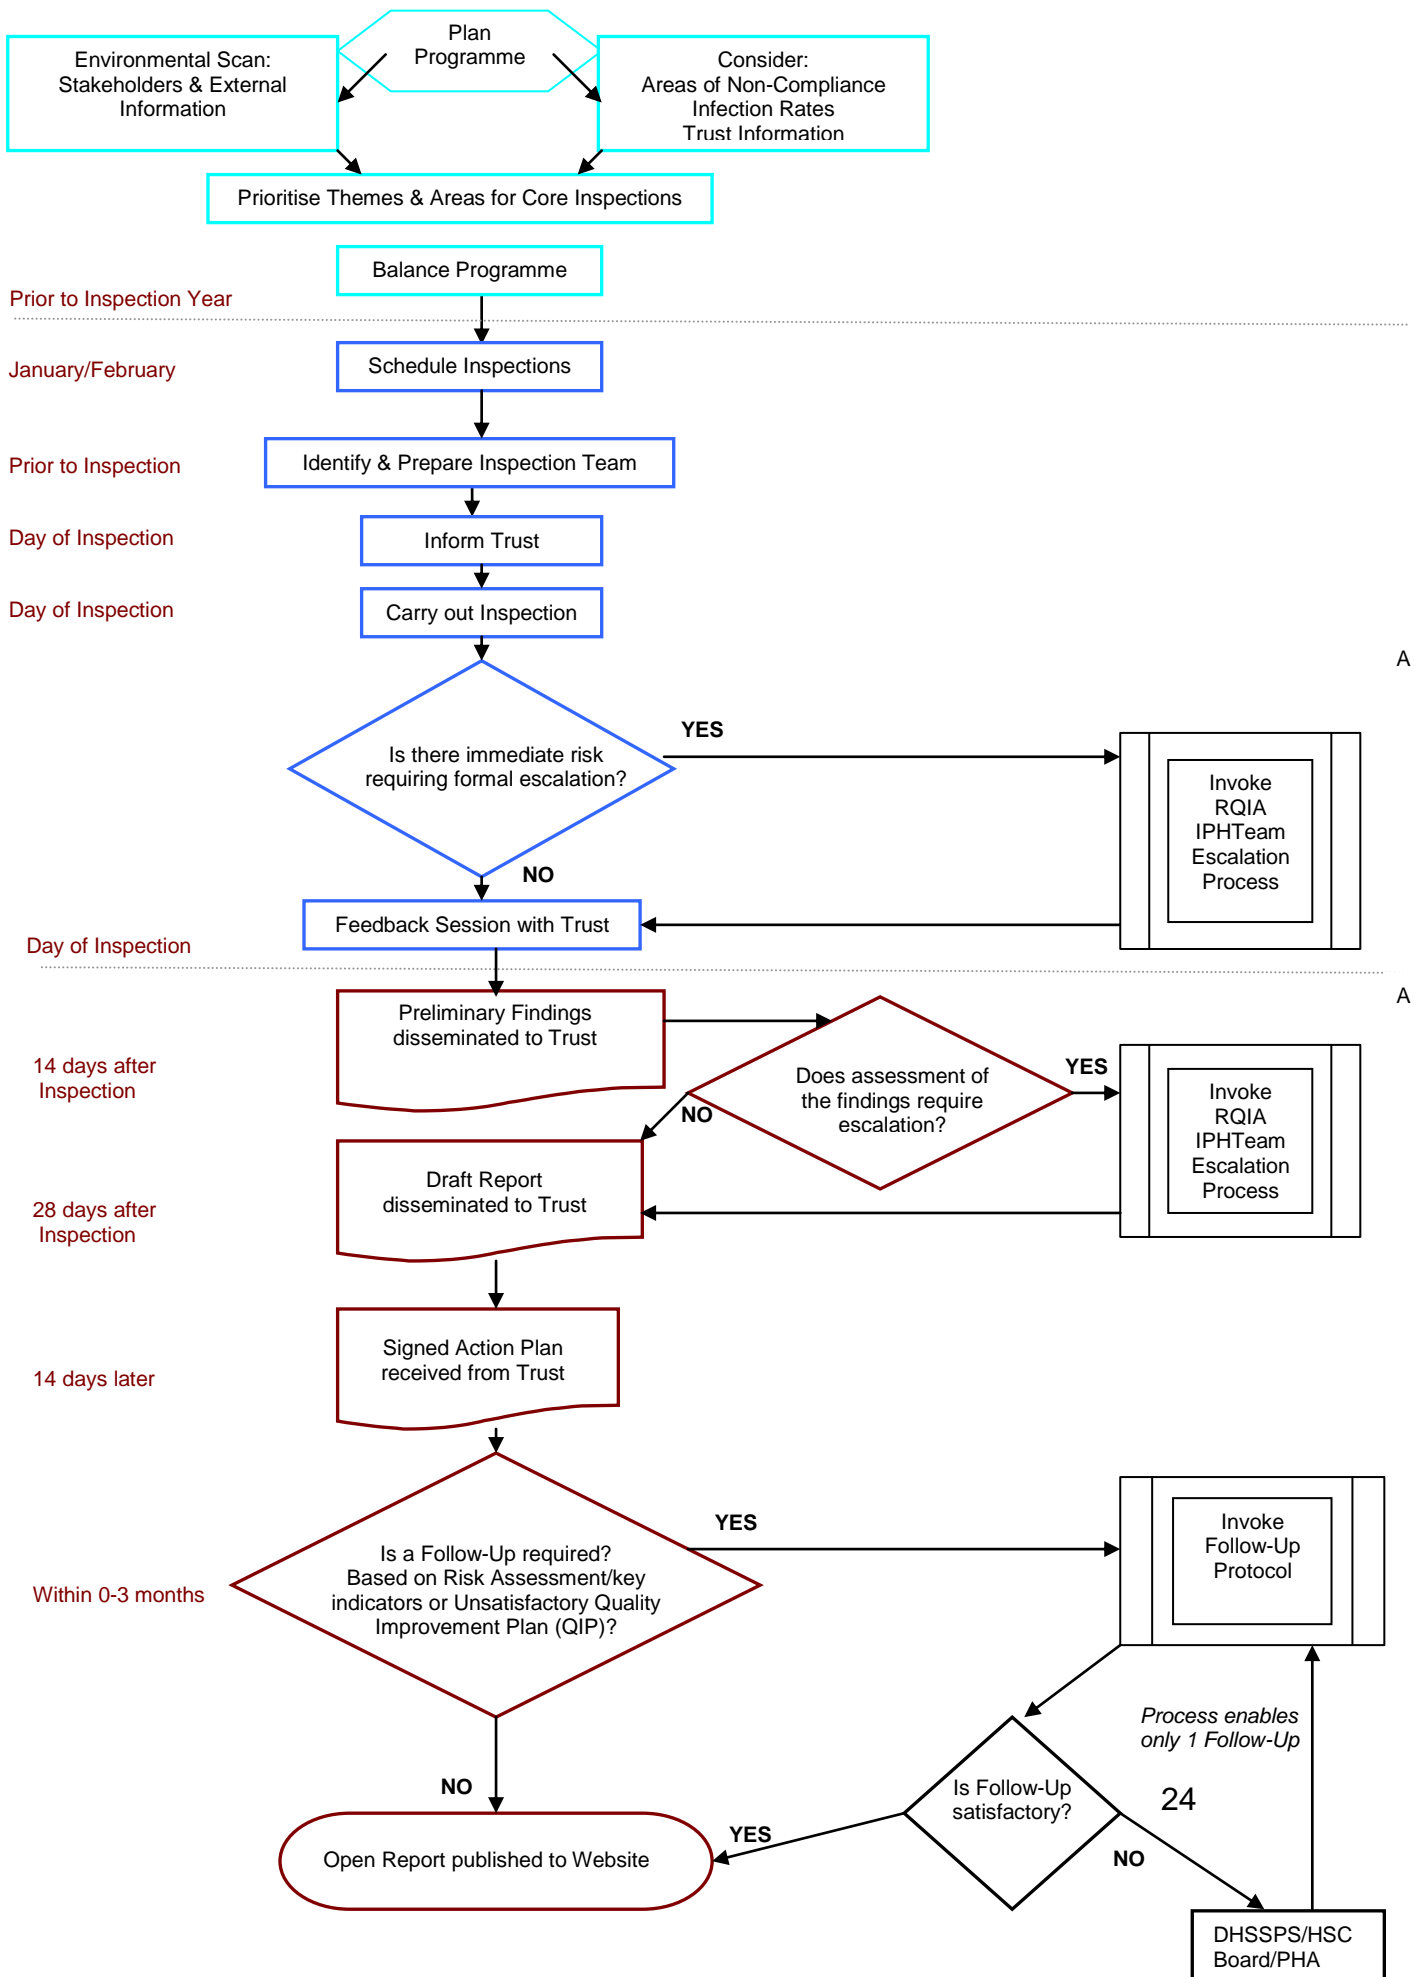 Plan
Programme
Environmental Scan:
Stakeholders & External
Information
Consider:
Areas of Non-Compliance
Infection Rates
Trust Information
Prioritise Themes & Areas for Core Inspections
Balance Programme
Prior to Inspection Year
January/February
Schedule Inspections
Prior to Inspection
Identify & Prepare Inspection Team
Day of Inspection
Inform Trust
Day of Inspection
Carry out Inspection
A
Is there immediate risk
requiring formal escalation?
YES
NO
Invoke
RQIA
IPHTeam
Escalation
Process
Feedback Session with Trust
Day of Inspection
A
Preliminary Findings
disseminated to Trust
14 days after
Inspection
Does assessment of
the findings require
escalation?
YES
NO
Invoke
RQIA
IPHTeam
Escalation
Process
Draft Report
disseminated to Trust
28 days after
Inspection
Signed Action Plan
received from Trust
14 days later
Is a Follow-Up required?
Based on Risk Assessment/key
indicators or Unsatisfactory Quality
Improvement Plan (QIP)?
Within 0-3 months
YES
NO
Invoke
Follow-Up
Protocol
Process enables
only 1 Follow-Up
Is Follow-Up
satisfactory?
24
YES
NO
Open Report published to Website
DHSSPS/HSC
Board/PHA